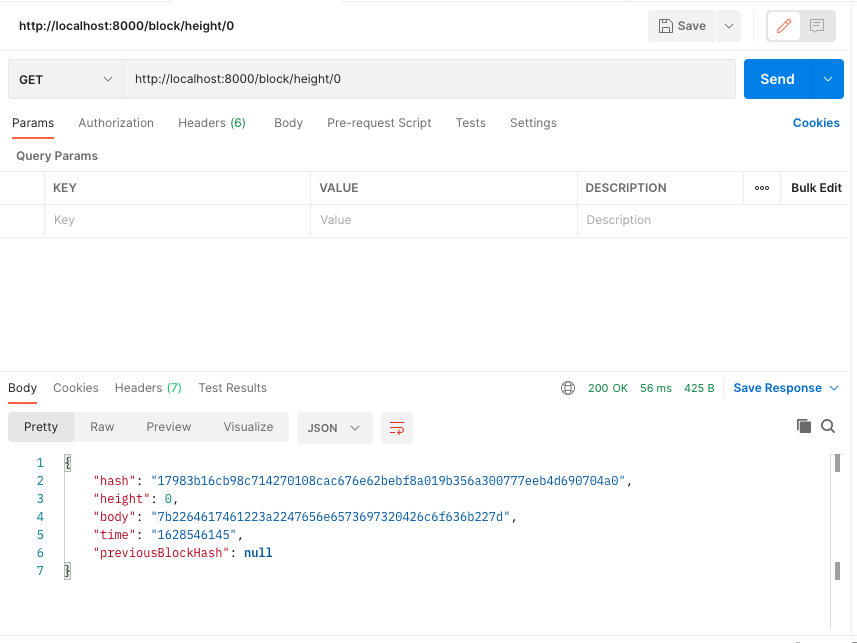 http://localhost:8000/block/height/0
Save
GET
http://localhost:8000/block/height/0
Send
Params Authorization Headers (6) Body Pre-request Script Tests Settings Cookies
Query Params
KEY VALUE DESCRIPTION ooo Bulk Edit
Key Value Description
Body Cookies Headers (7) Test Results 200 OK 56 ms 425 B Save Response
Pretty Raw Preview Visualize JSON
1 {
2 "hash": "17983b16cb98c714270108cac676e62bebf8a019b356a300777eeb4d690704a0",
3 "height": 0,
4 "body": "7b2264617461223a2247656e6573697320426c6f636b227d",
5 "time": "1628546145",
6 "previousBlockHash": null
7 }